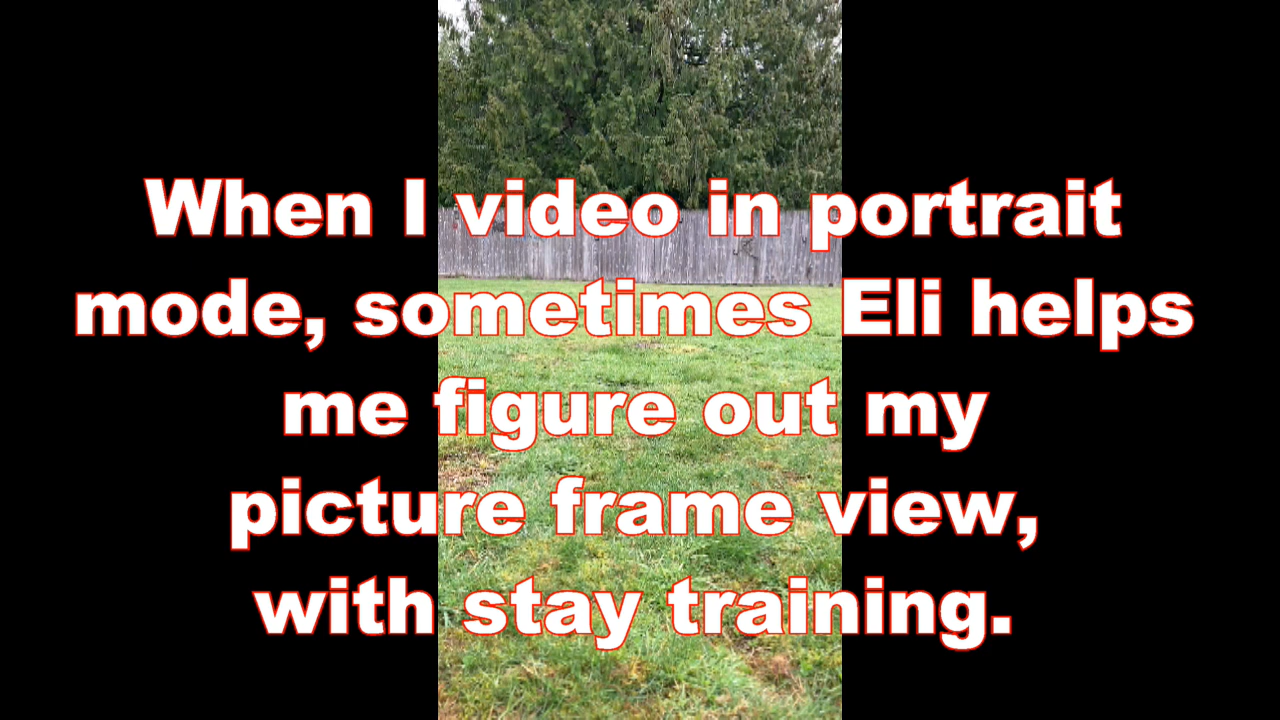 When I video in portrait
mode, sometimes Eli helps
me figure out my
picture frame view,
with stay training.